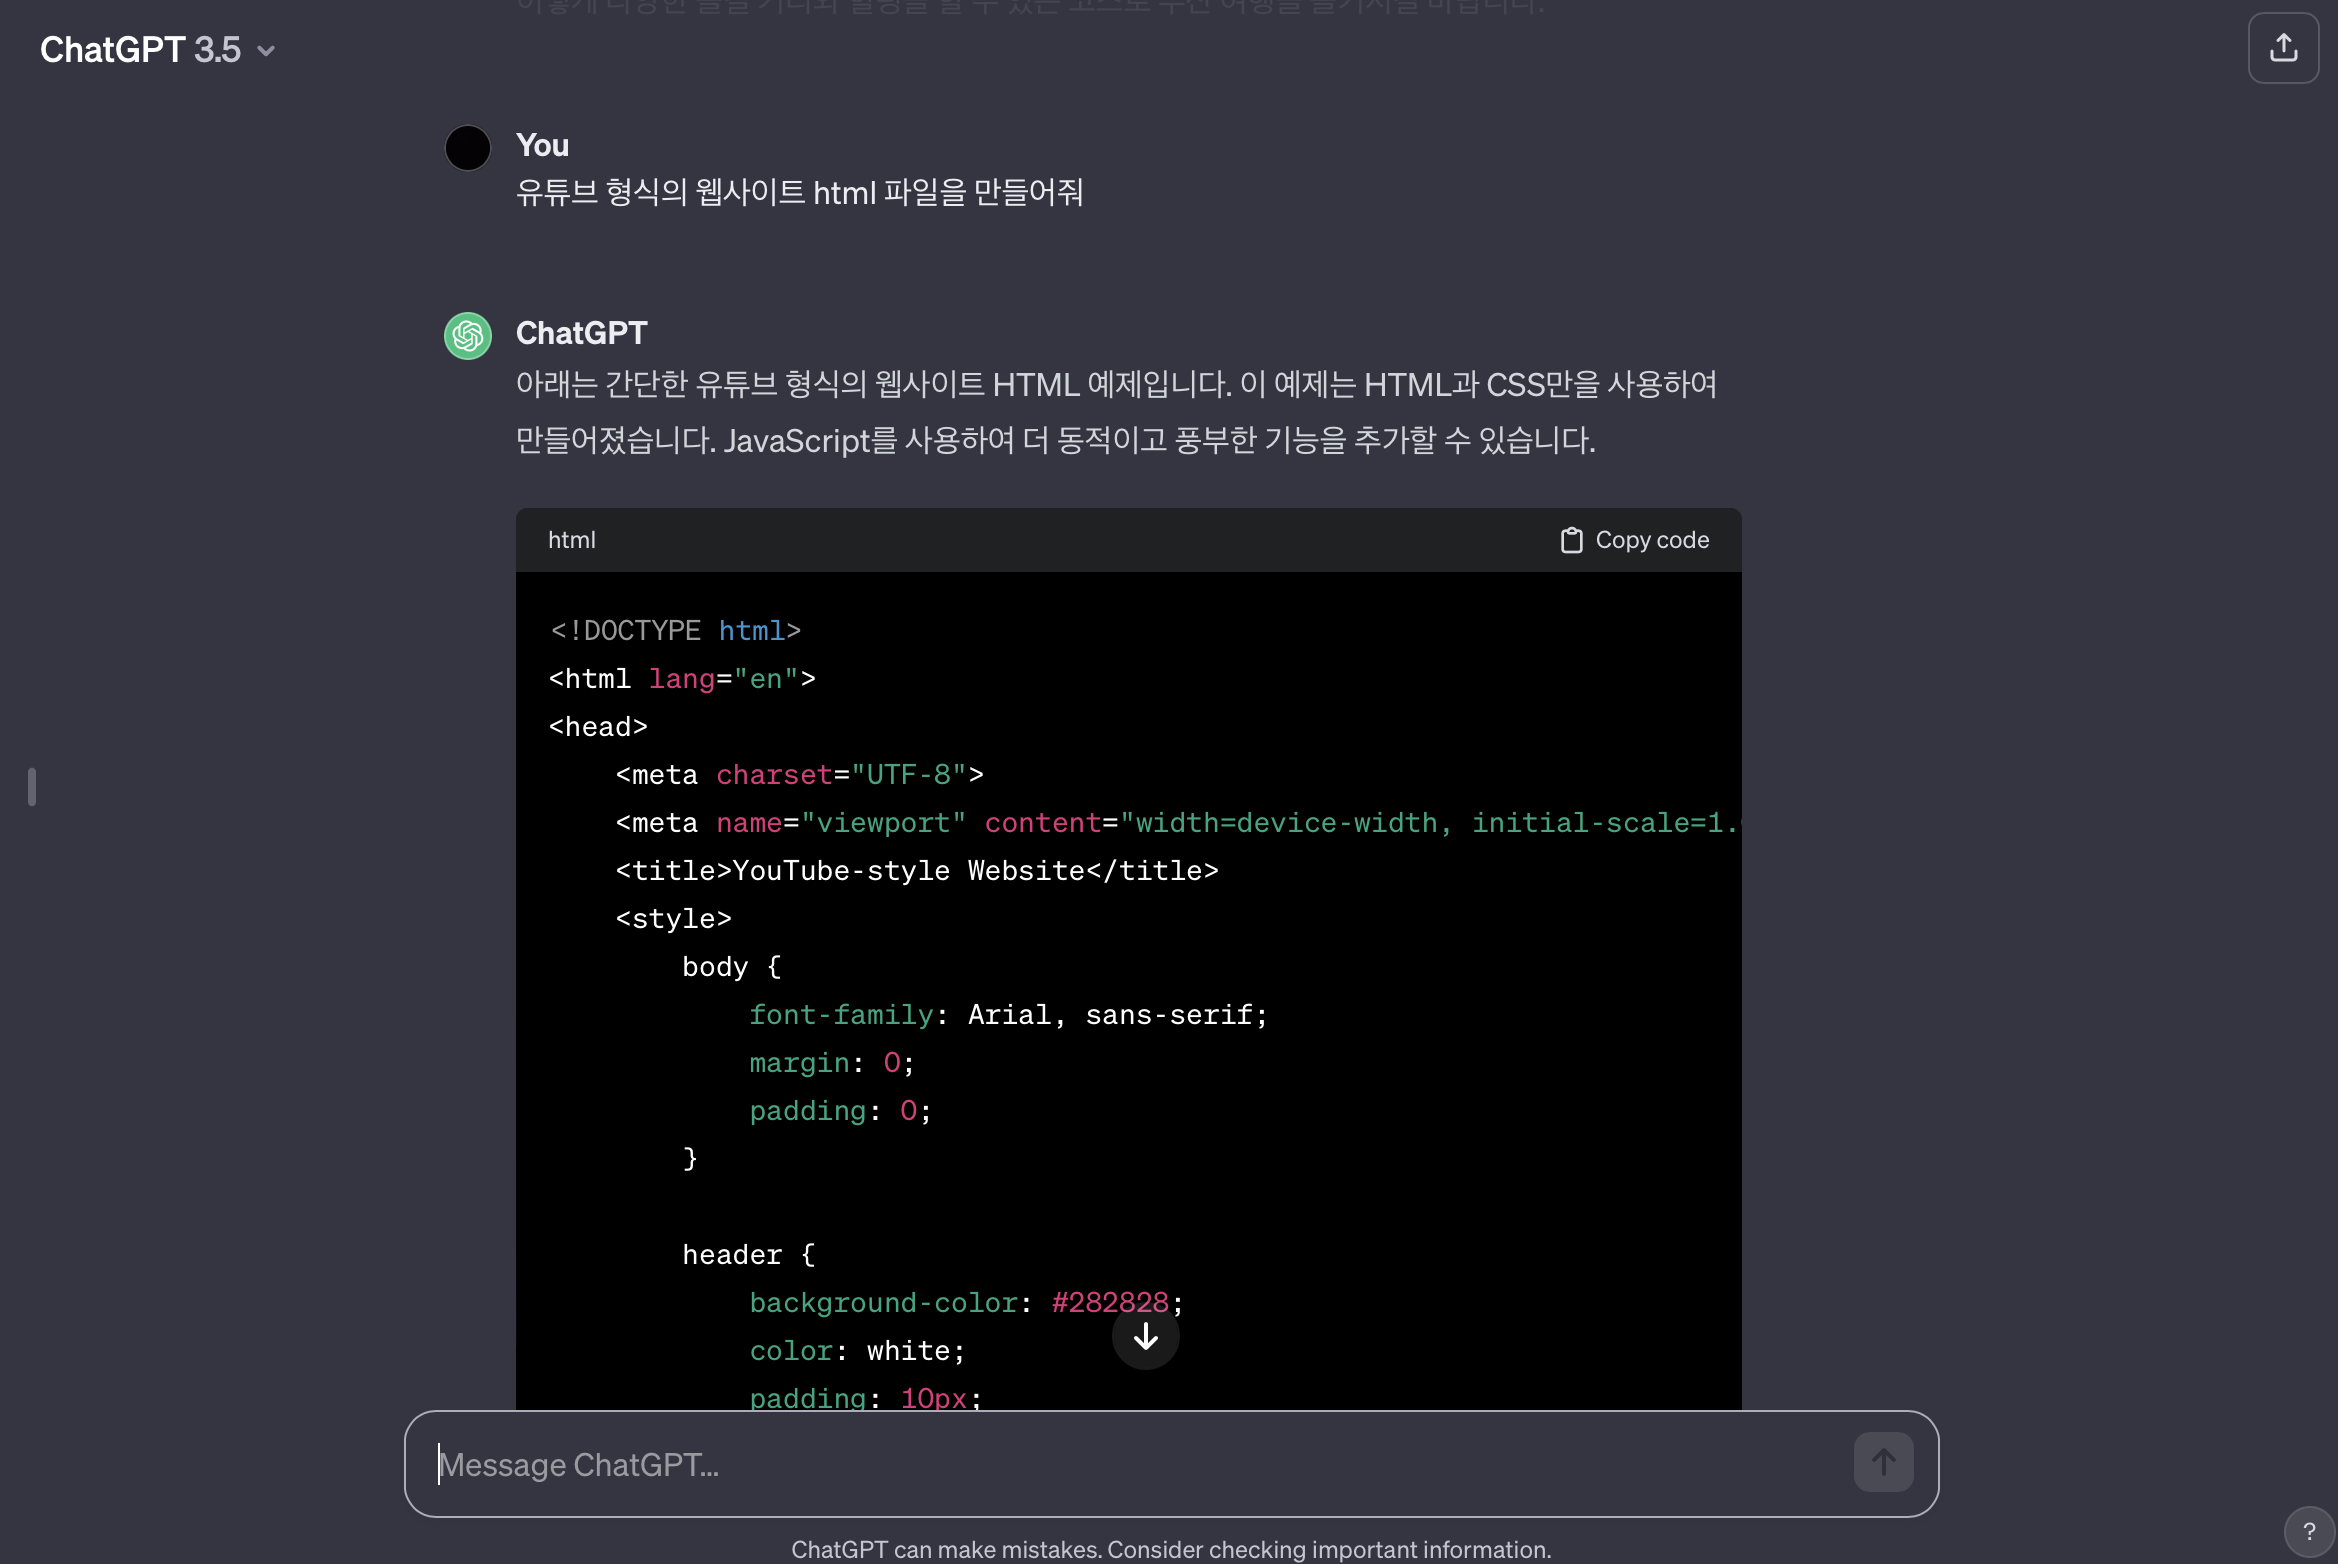 ChatGPT 3.5
You
유튜브 형식의 웹사이트 html 파일을 만들어줘
ChatGPT
아래는 간단한 유튜브 형식의 웹사이트 HTML 예제입니다. 이 예제는 HTML과 CSS만을 사용하여
만들어졌습니다. JavaScript를 사용하여 더 동적이고 풍부한 기능을 추가할 수 있습니다.
html
Copy code
<!DOCTYPE html>
<html lang="en">
<head>
    <meta charset="UTF-8">
    <meta name="viewport" content="width=device-width, initial-scale=1.
    <title>YouTube-style Website</title>
    <style>
        body {
            font-family: Arial, sans-serif;
            margin: 0;
            padding: 0;
        }
        header {
            background-color: #282828;
            color: white;
            padding: 10px;
Message ChatGPT...
ChatGPT can make mistakes. Consider checking important information.
?